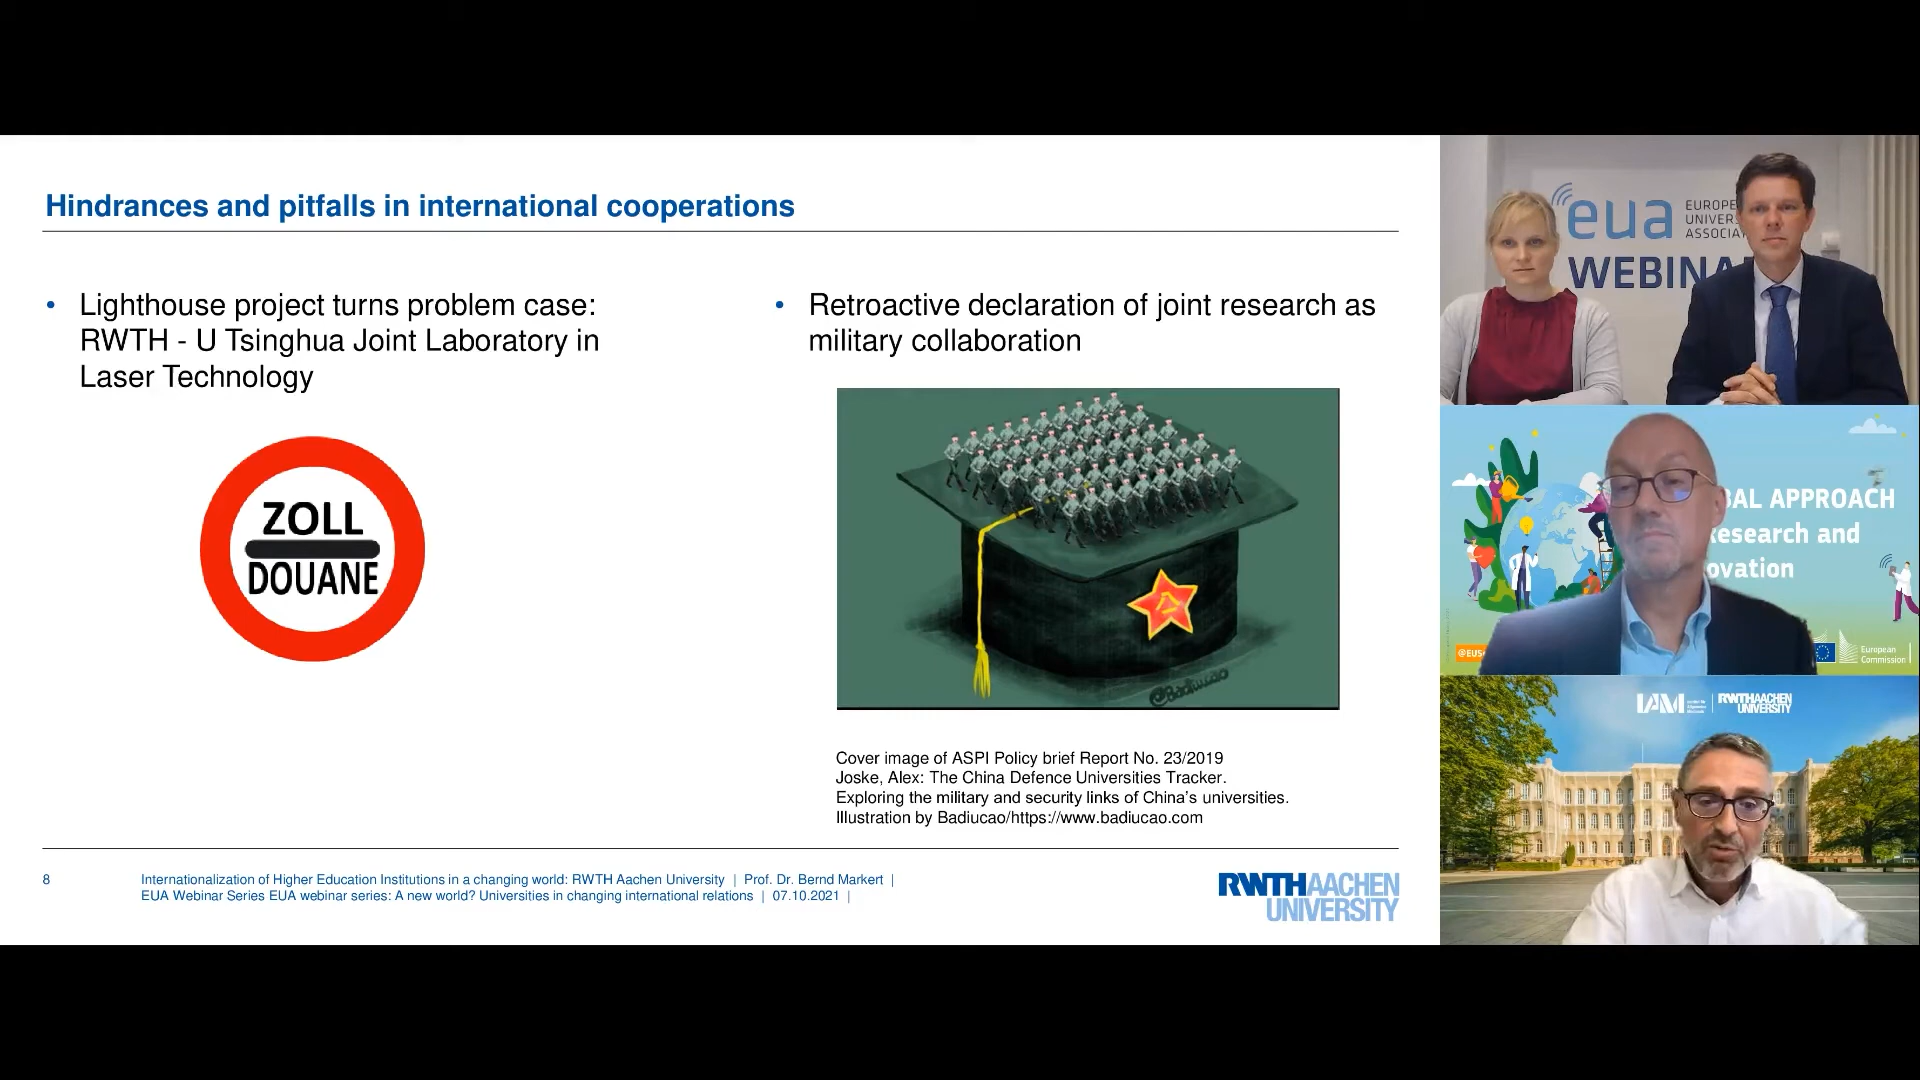 Hindrances and pitfalls in international cooperations
• Lighthouse project turns problem case:
RWTH - U Tsinghua Joint Laboratory in
Laser Technology
ZOLL
DOUANE
• Retroactive declaration of joint research as
military collaboration
@Badiucao
Cover image of ASPI Policy brief Report No. 23/2019
Joske, Alex: The China Defence Universities Tracker.
Exploring the military and security links of China's universities.
Illustration by Badiucao/https://www.badiucao.com
8
Internationalization of Higher Education Institutions in a changing world: RWTH Aachen University | Prof. Dr. Bernd Markert |
EUA Webinar Series EUA webinar series: A new world? Universities in changing international relations | 07.10.2021 |
RWTHAACHEN
UNIVERSITY
eua
EUROPE
UNIVER
ASSOCIA
WEBINA
BAL APPROACH
esearch and
ovation
@EUS
European
Commission
IAM
RWTHAACHEN
UNIVERSITY